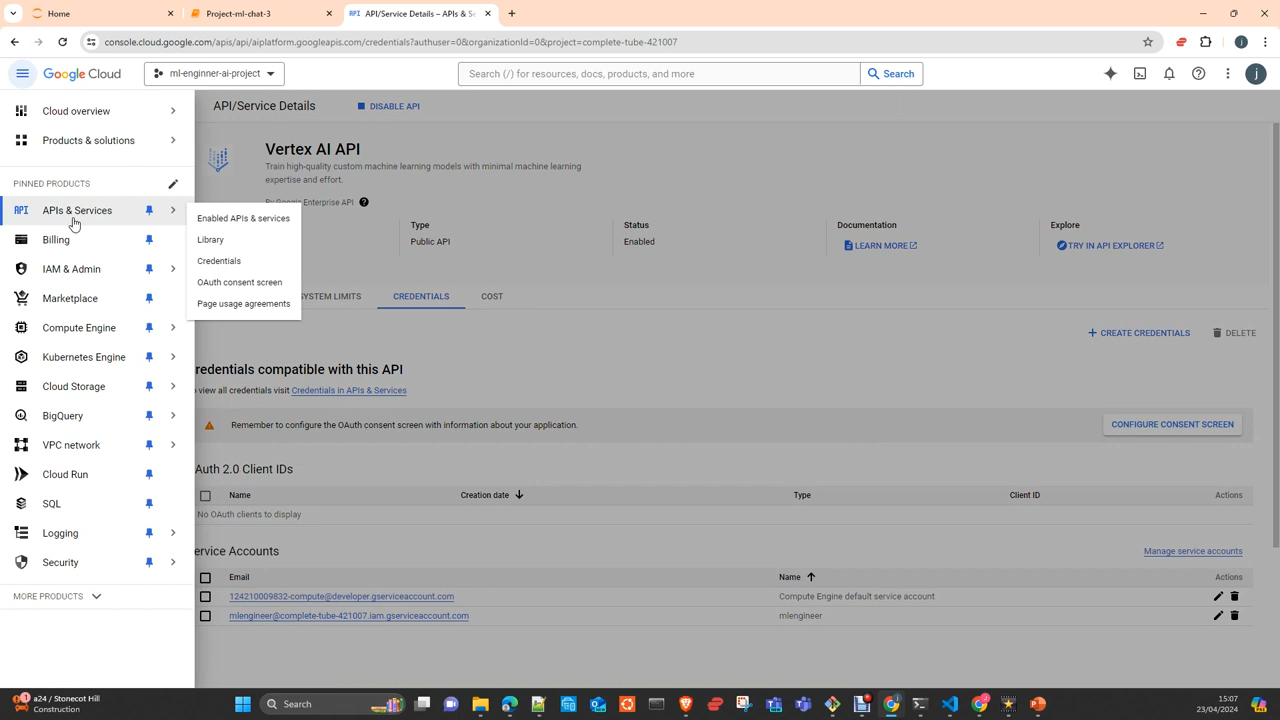 Home
Project-ml-chat-3
API/Service Details – APIs & Se
console.cloud.google.com/apis/api/aiplatform.googleapis.com/credentials?authuser=0&organizationId=0&project=complete-tube-421007
Google Cloud
ml-enginner-ai-project
Search (/) for resources, docs, products, and more
Search
j
Cloud overview
Products & solutions
PINNED PRODUCTS
API APIs & Services
Billing
IAM & Admin
Marketplace
Compute Engine
Kubernetes Engine
Cloud Storage
BigQuery
VPC network
Cloud Run
SQL
Logging
Security
MORE PRODUCTS
Enabled APIs & services
Library
Credentials
OAuth consent screen
Page usage agreements
API/Service Details
DISABLE API
Vertex AI API
Train high-quality custom machine learning models with minimal machine learning
expertise and effort.
By Google Enterprise API
Type
Public API
Status
Enabled
Documentation
LEARN MORE
Explore
TRY IN API EXPLORER
SYSTEM LIMITS
CREDENTIALS
COST
CREATE CREDENTIALS
DELETE
redentials compatible with this API
o view all credentials visit Credentials in APIs & Services
Remember to configure the OAuth consent screen with information about your application.
CONFIGURE CONSENT SCREEN
Auth 2.0 Client IDs
Name
Creation date
Type
Client ID
Actions
No OAuth clients to display
ervice Accounts
Manage service accounts
Email
Name
Actions
124210009832-compute@developer.gserviceaccount.com
Compute Engine default service account
mlengineer@complete-tube-421007.iam.gserviceaccount.com
mlengineer
a24 / Stonecot Hill
Construction
Search
15:07
23/04/2024